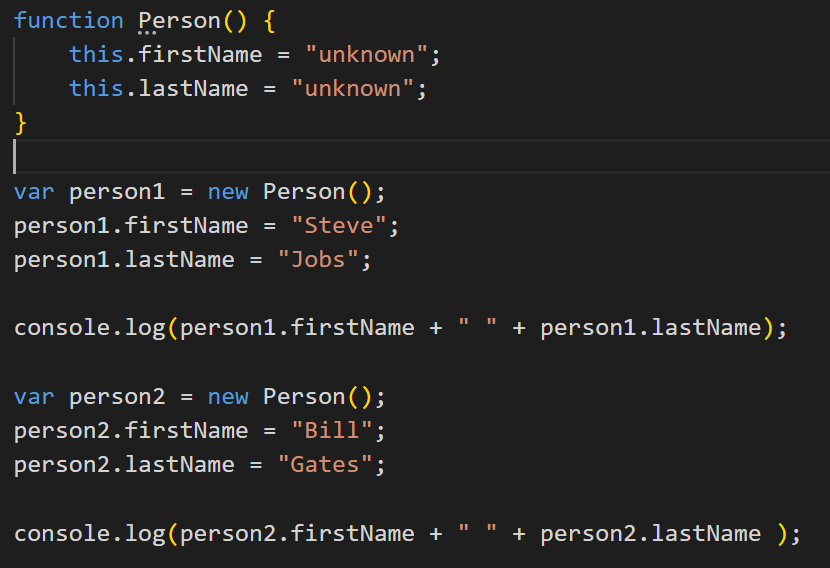 function Person() {
    this.firstName = "unknown";
    this.lastName = "unknown";
}
var person1 = new Person();
person1.firstName = "Steve";
person1.lastName = "Jobs";
console.log(person1.firstName + " " + person1.lastName);
var person2 = new Person();
person2.firstName = "Bill";
person2.lastName = "Gates";
console.log(person2.firstName + " " + person2.lastName );